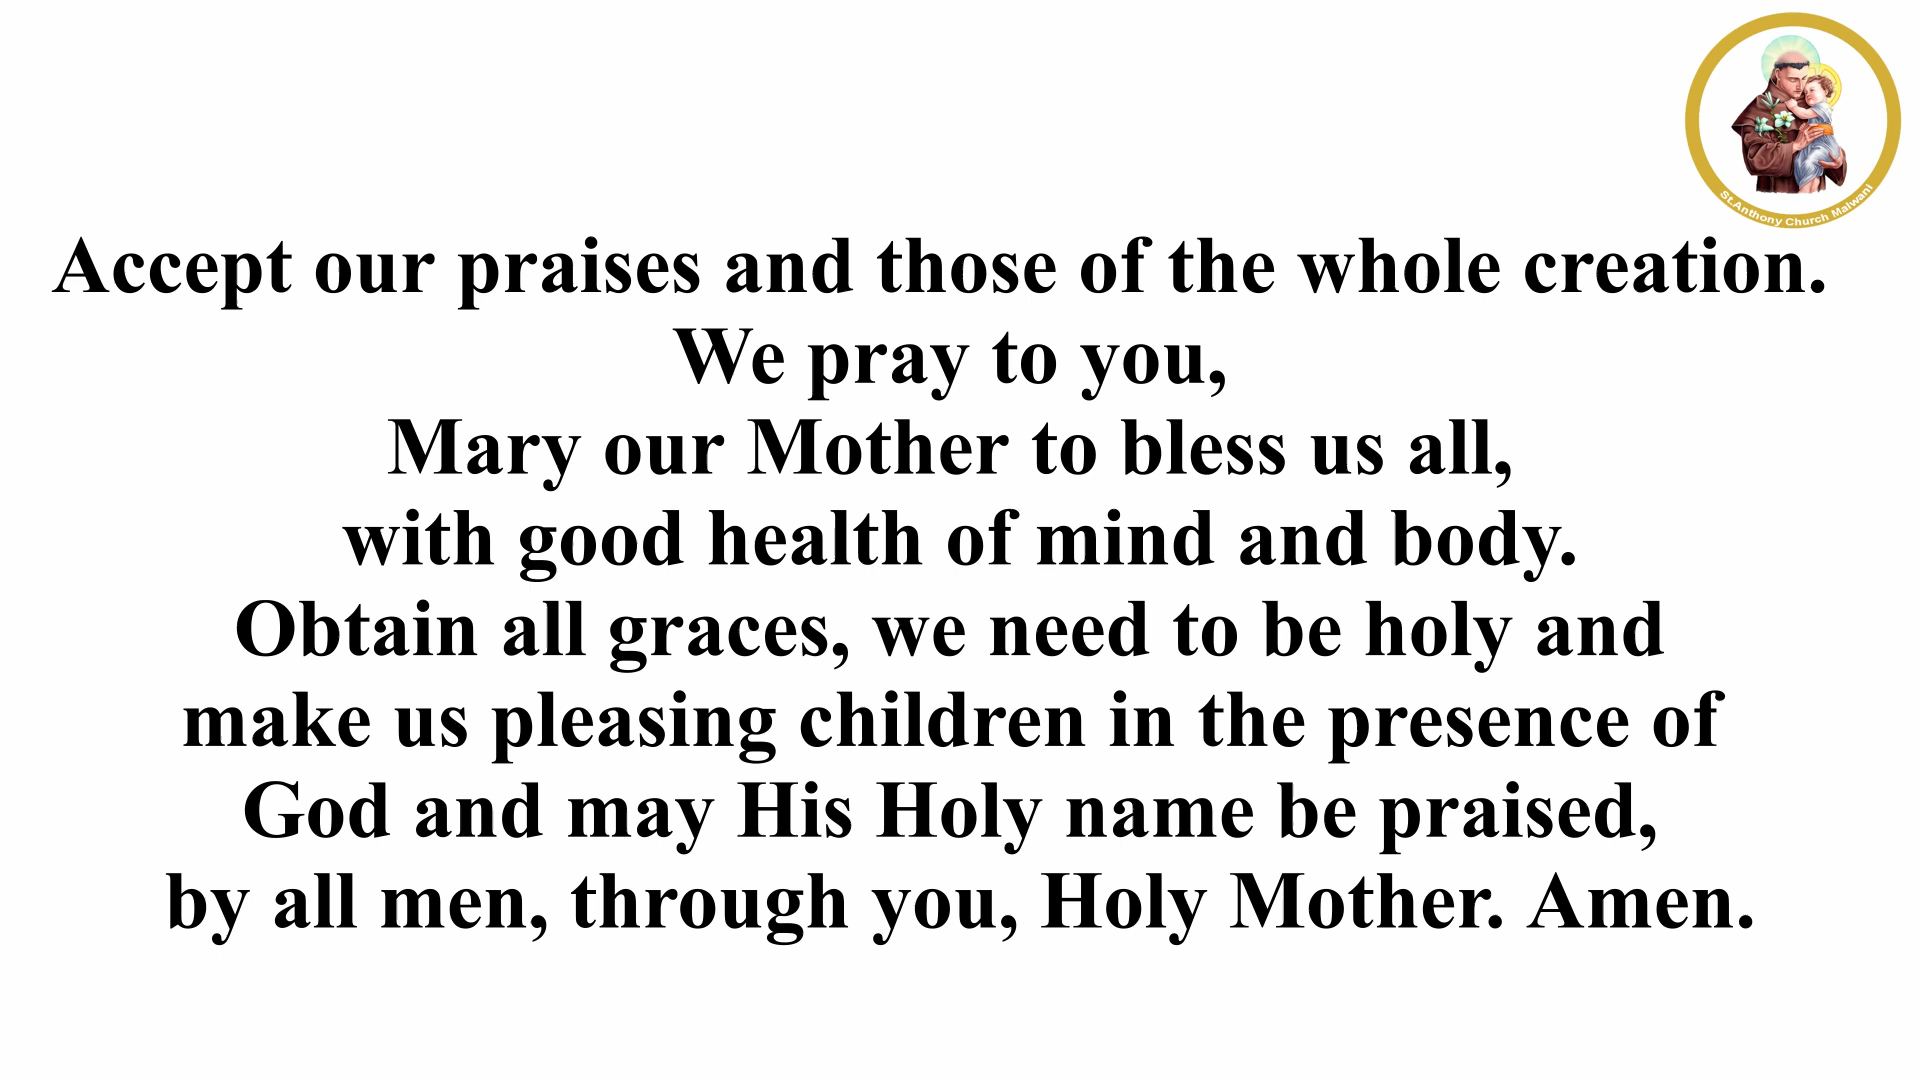 St.Anthony Church Malwani
Accept our praises and those of the whole creation.
We pray to you,
Mary our Mother to bless us all,
with good health of mind and body.
Obtain all graces, we need to be holy and
make us pleasing children in the presence of
God and may His Holy name be praised,
by all men, through you, Holy Mother. Amen.